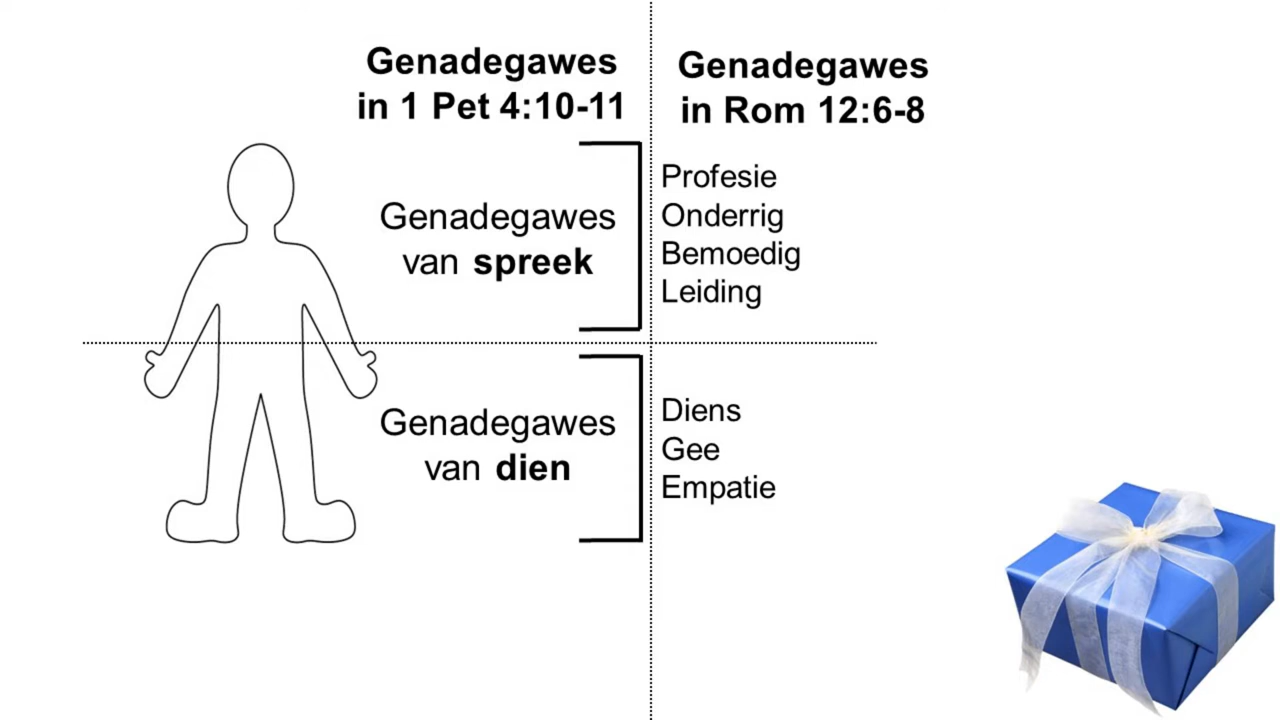 Genadegawes
in 1 Pet 4:10-11
Genadegawes
in Rom 12:6-8
Genadegawes
van spreek
Profesie
Onderrig
Bemoedig
Leiding
Genadegawes
van dien
Diens
Gee
Empatie